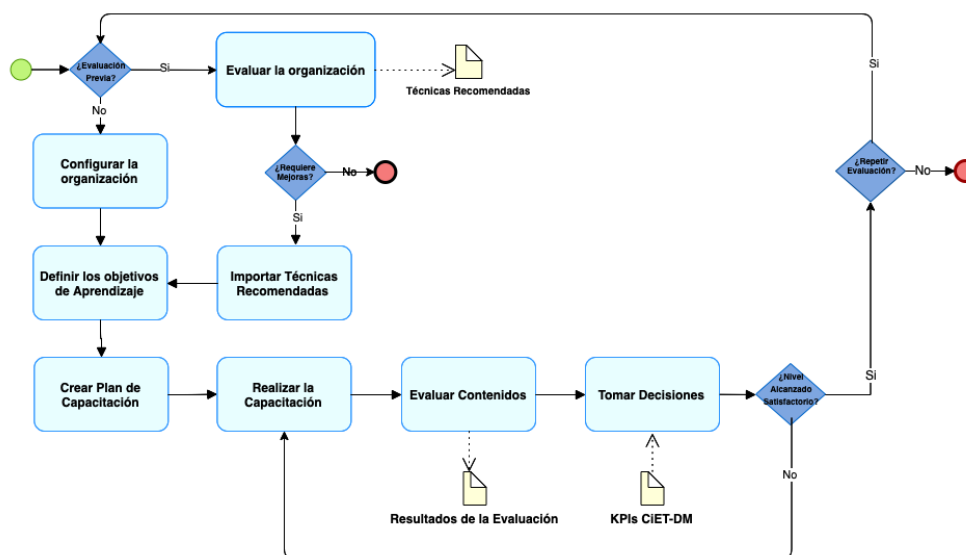 ¿Evaluación
Previa?
Si
Evaluar la organización
Técnicas Recomendadas
Si
No
Configurar la
organización
¿Requiere
Mejoras?
No
¿Repetir
Evaluación?
No
Si
Definir los objetivos
de Aprendizaje
Importar Técnicas
Recomendadas
Crear Plan de
Capacitación
Realizar la
Capacitación
Evaluar Contenidos
Tomar Decisiones
¿Nivel
Alcanzado
Satisfactorio?
Si
No
Resultados de la Evaluación
KPIs CiET-DM